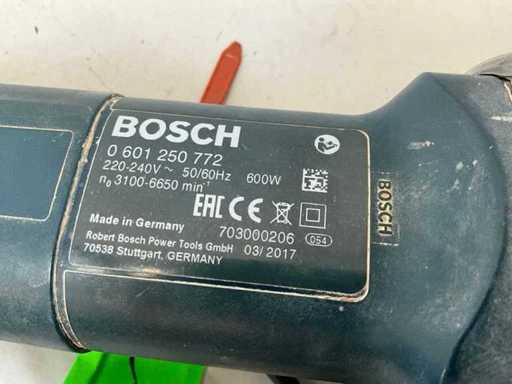 BOSCH
0 601 250 772
220-240V ~ 50/60Hz 600W
n₀ 3100-6650 min⁻¹
EAC CE
Made in Germany 703000206 054
Robert Bosch Power Tools GmbH 03/2017
70538 Stuttgart, GERMANY
BOSCH